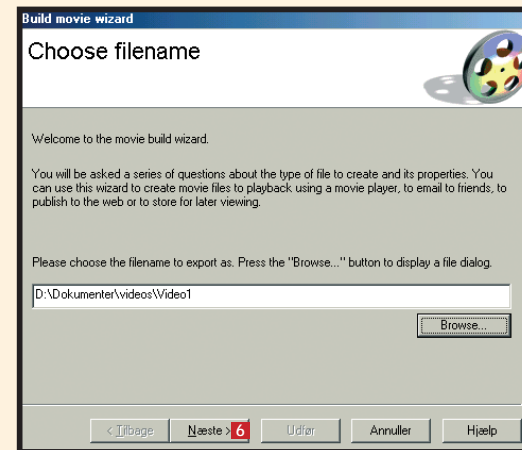 Build movie wizard
Choose filename
Welcome to the movie build wizard.
You will be asked a series of questions about the type of file to create and its properties. You
can use this wizard to create movie files to playback using a movie player, to email to friends, to
publish to the web or to store for later viewing.
Please choose the filename to export as. Press the "Browse..." button to display a file dialog.
D:\Dokumenter\videos\Video1
Browse...
< Tilbage Næste > 6 Udfør Annuller Hjælp